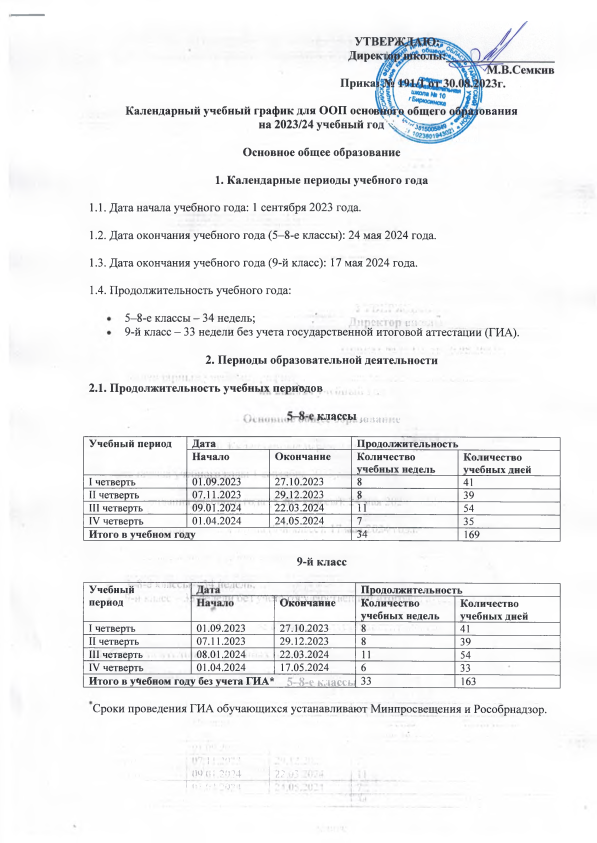 УТВЕРЖДАЮ:
Директор школы:
М.В.Семкив
Приказ № 191/1 от 30.08.2023г.
школа № 10
г Бирюсинска
Календарный учебный график для ООП основного общего образования
на 2023/24 учебный год
Основное общее образование
1. Календарные периоды учебного года
1.1. Дата начала учебного года: 1 сентября 2023 года.
1.2. Дата окончания учебного года (5–8-е классы): 24 мая 2024 года.
1.3. Дата окончания учебного года (9-й класс): 17 мая 2024 года.
1.4. Продолжительность учебного года:
• 5–8-е классы – 34 недель;
• 9-й класс – 33 недели без учета государственной итоговой аттестации (ГИА).
2. Периоды образовательной деятельности
2.1. Продолжительность учебных периодов
5–8-е классы
Учебный период Дата Продолжительность
Начало Окончание Количество учебных недель Количество учебных дней
I четверть 01.09.2023 27.10.2023 8 41
II четверть 07.11.2023 29.12.2023 8 39
III четверть 09.01.2024 22.03.2024 11 54
IV четверть 01.04.2024 24.05.2024 7 35
Итого в учебном году 34 169
9-й класс
Учебный период Дата Продолжительность
Начало Окончание Количество учебных недель Количество учебных дней
I четверть 01.09.2023 27.10.2023 8 41
II четверть 07.11.2023 29.12.2023 8 39
III четверть 08.01.2024 22.03.2024 11 54
IV четверть 01.04.2024 17.05.2024 6 33
Итого в учебном году без учета ГИА* 33 163
*Сроки проведения ГИА обучающихся устанавливают Минпросвещения и Рособрнадзор.